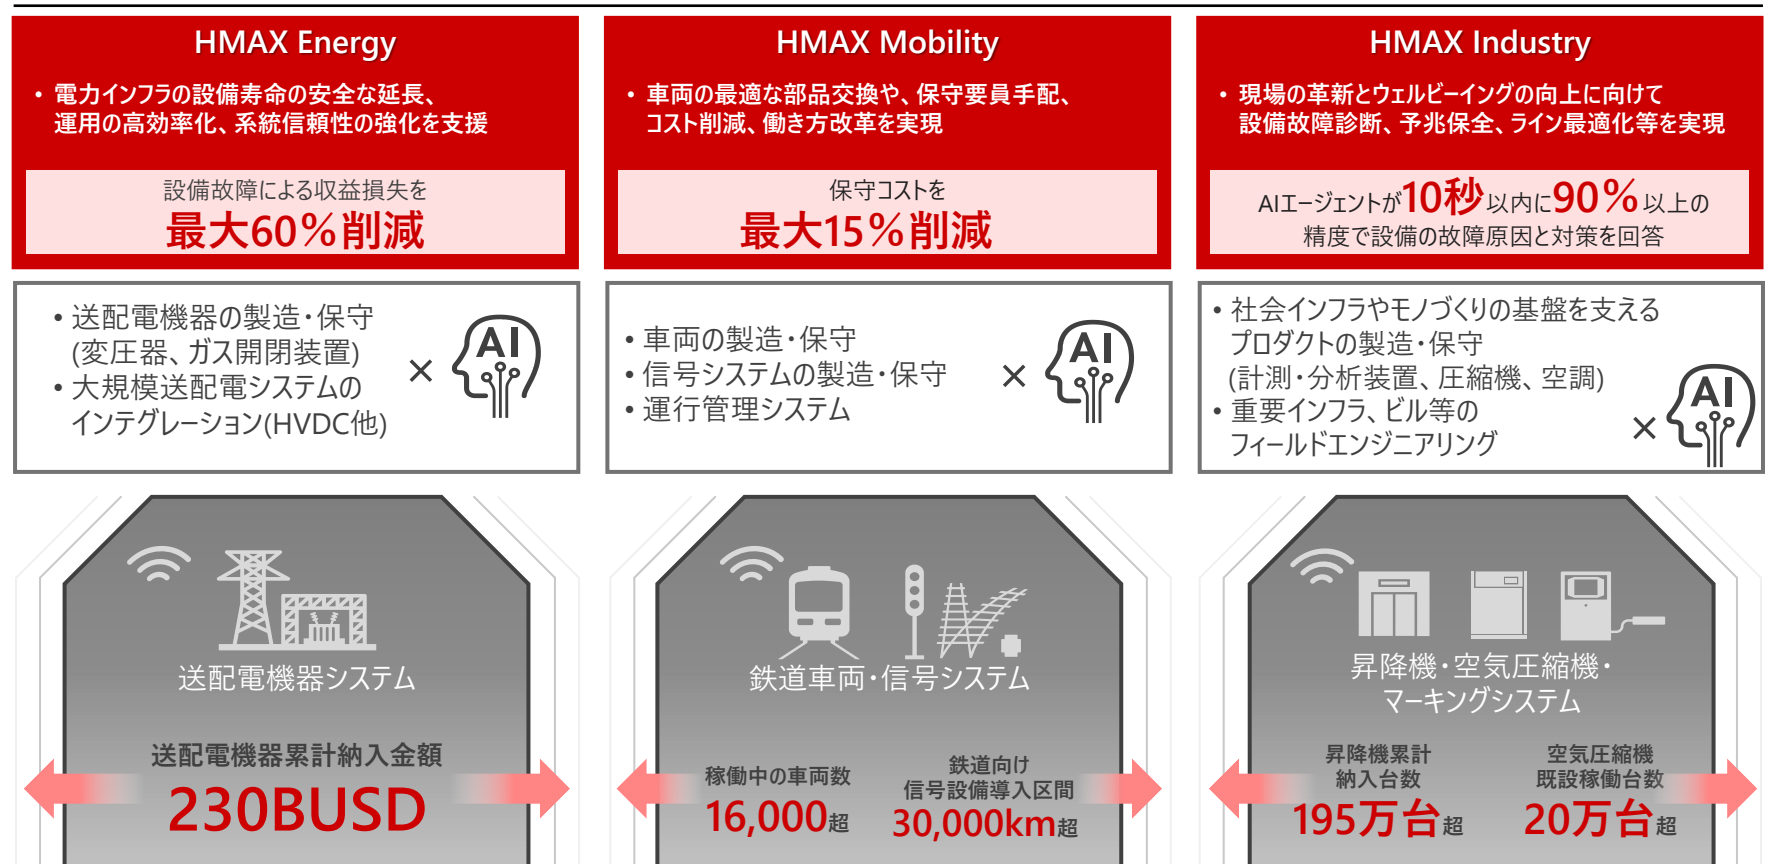 HMAX Energy
• 電力インフラの設備寿命の安全な延長、
運用の高効率化、系統信頼性の強化を支援
設備故障による収益損失を
最大60%削減
• 送配電機器の製造・保守
(変圧器、ガス開閉装置)
• 大規模送配電システムの
インテグレーション(HVDC他)
×
AI
送配電機器システム
送配電機器累計納入金額
230BUSD
HMAX Mobility
• 車両の最適な部品交換や、保守要員手配、
コスト削減、働き方改革を実現
保守コストを
最大15%削減
• 車両の製造・保守
• 信号システムの製造・保守
• 運行管理システム
×
AI
鉄道車両・信号システム
稼働中の車両数
16,000超
鉄道向け
信号設備導入区間
30,000km超
HMAX Industry
• 現場の革新とウェルビーイングの向上に向けて
設備故障診断、予兆保全、ライン最適化等を実現
AIエージェントが10秒以内に90%以上の
精度で設備の故障原因と対策を回答
• 社会インフラやモノづくりの基盤を支える
プロダクトの製造・保守
(計測・分析装置、圧縮機、空調)
• 重要インフラ、ビル等の
フィールドエンジニアリング
×
AI
昇降機・空気圧縮機・
マーキングシステム
昇降機累計
納入台数
195万台超
空気圧縮機
既設稼働台数
20万台超